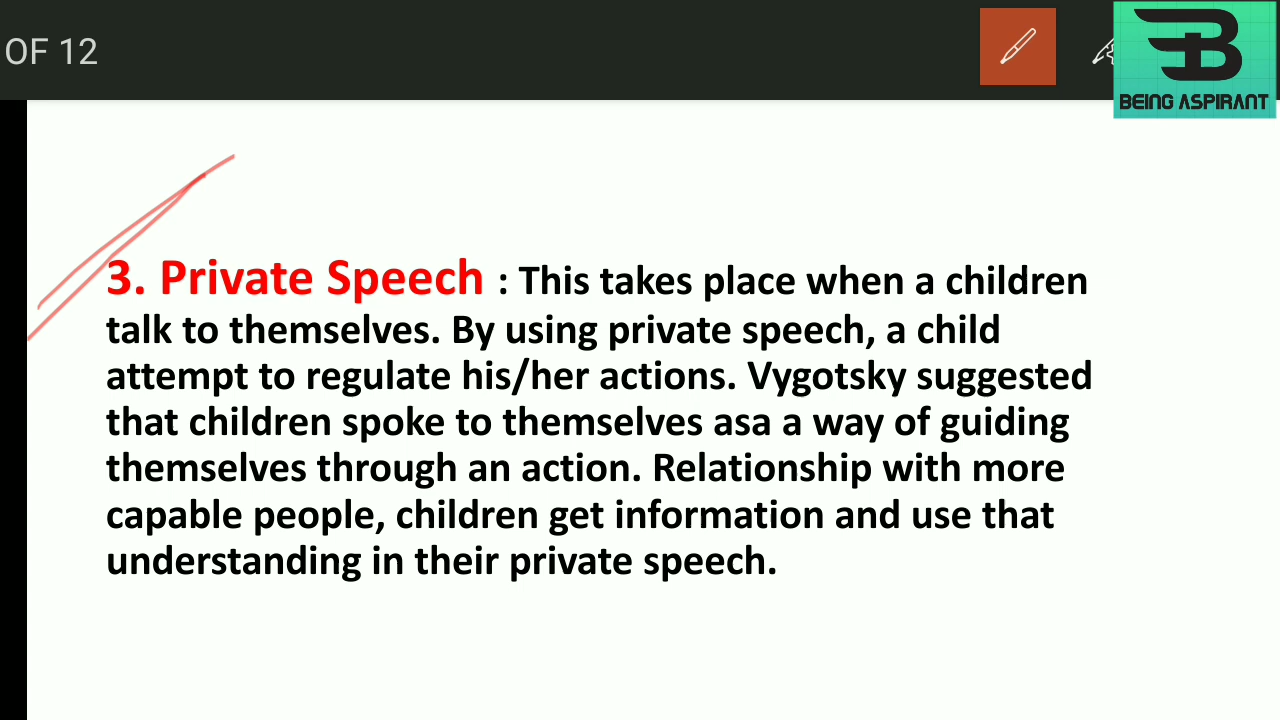 OF 12
BEING ASPIRANT
3. Private Speech : This takes place when a children
talk to themselves. By using private speech, a child
attempt to regulate his/her actions. Vygotsky suggested
that children spoke to themselves asa a way of guiding
themselves through an action. Relationship with more
capable people, children get information and use that
understanding in their private speech.